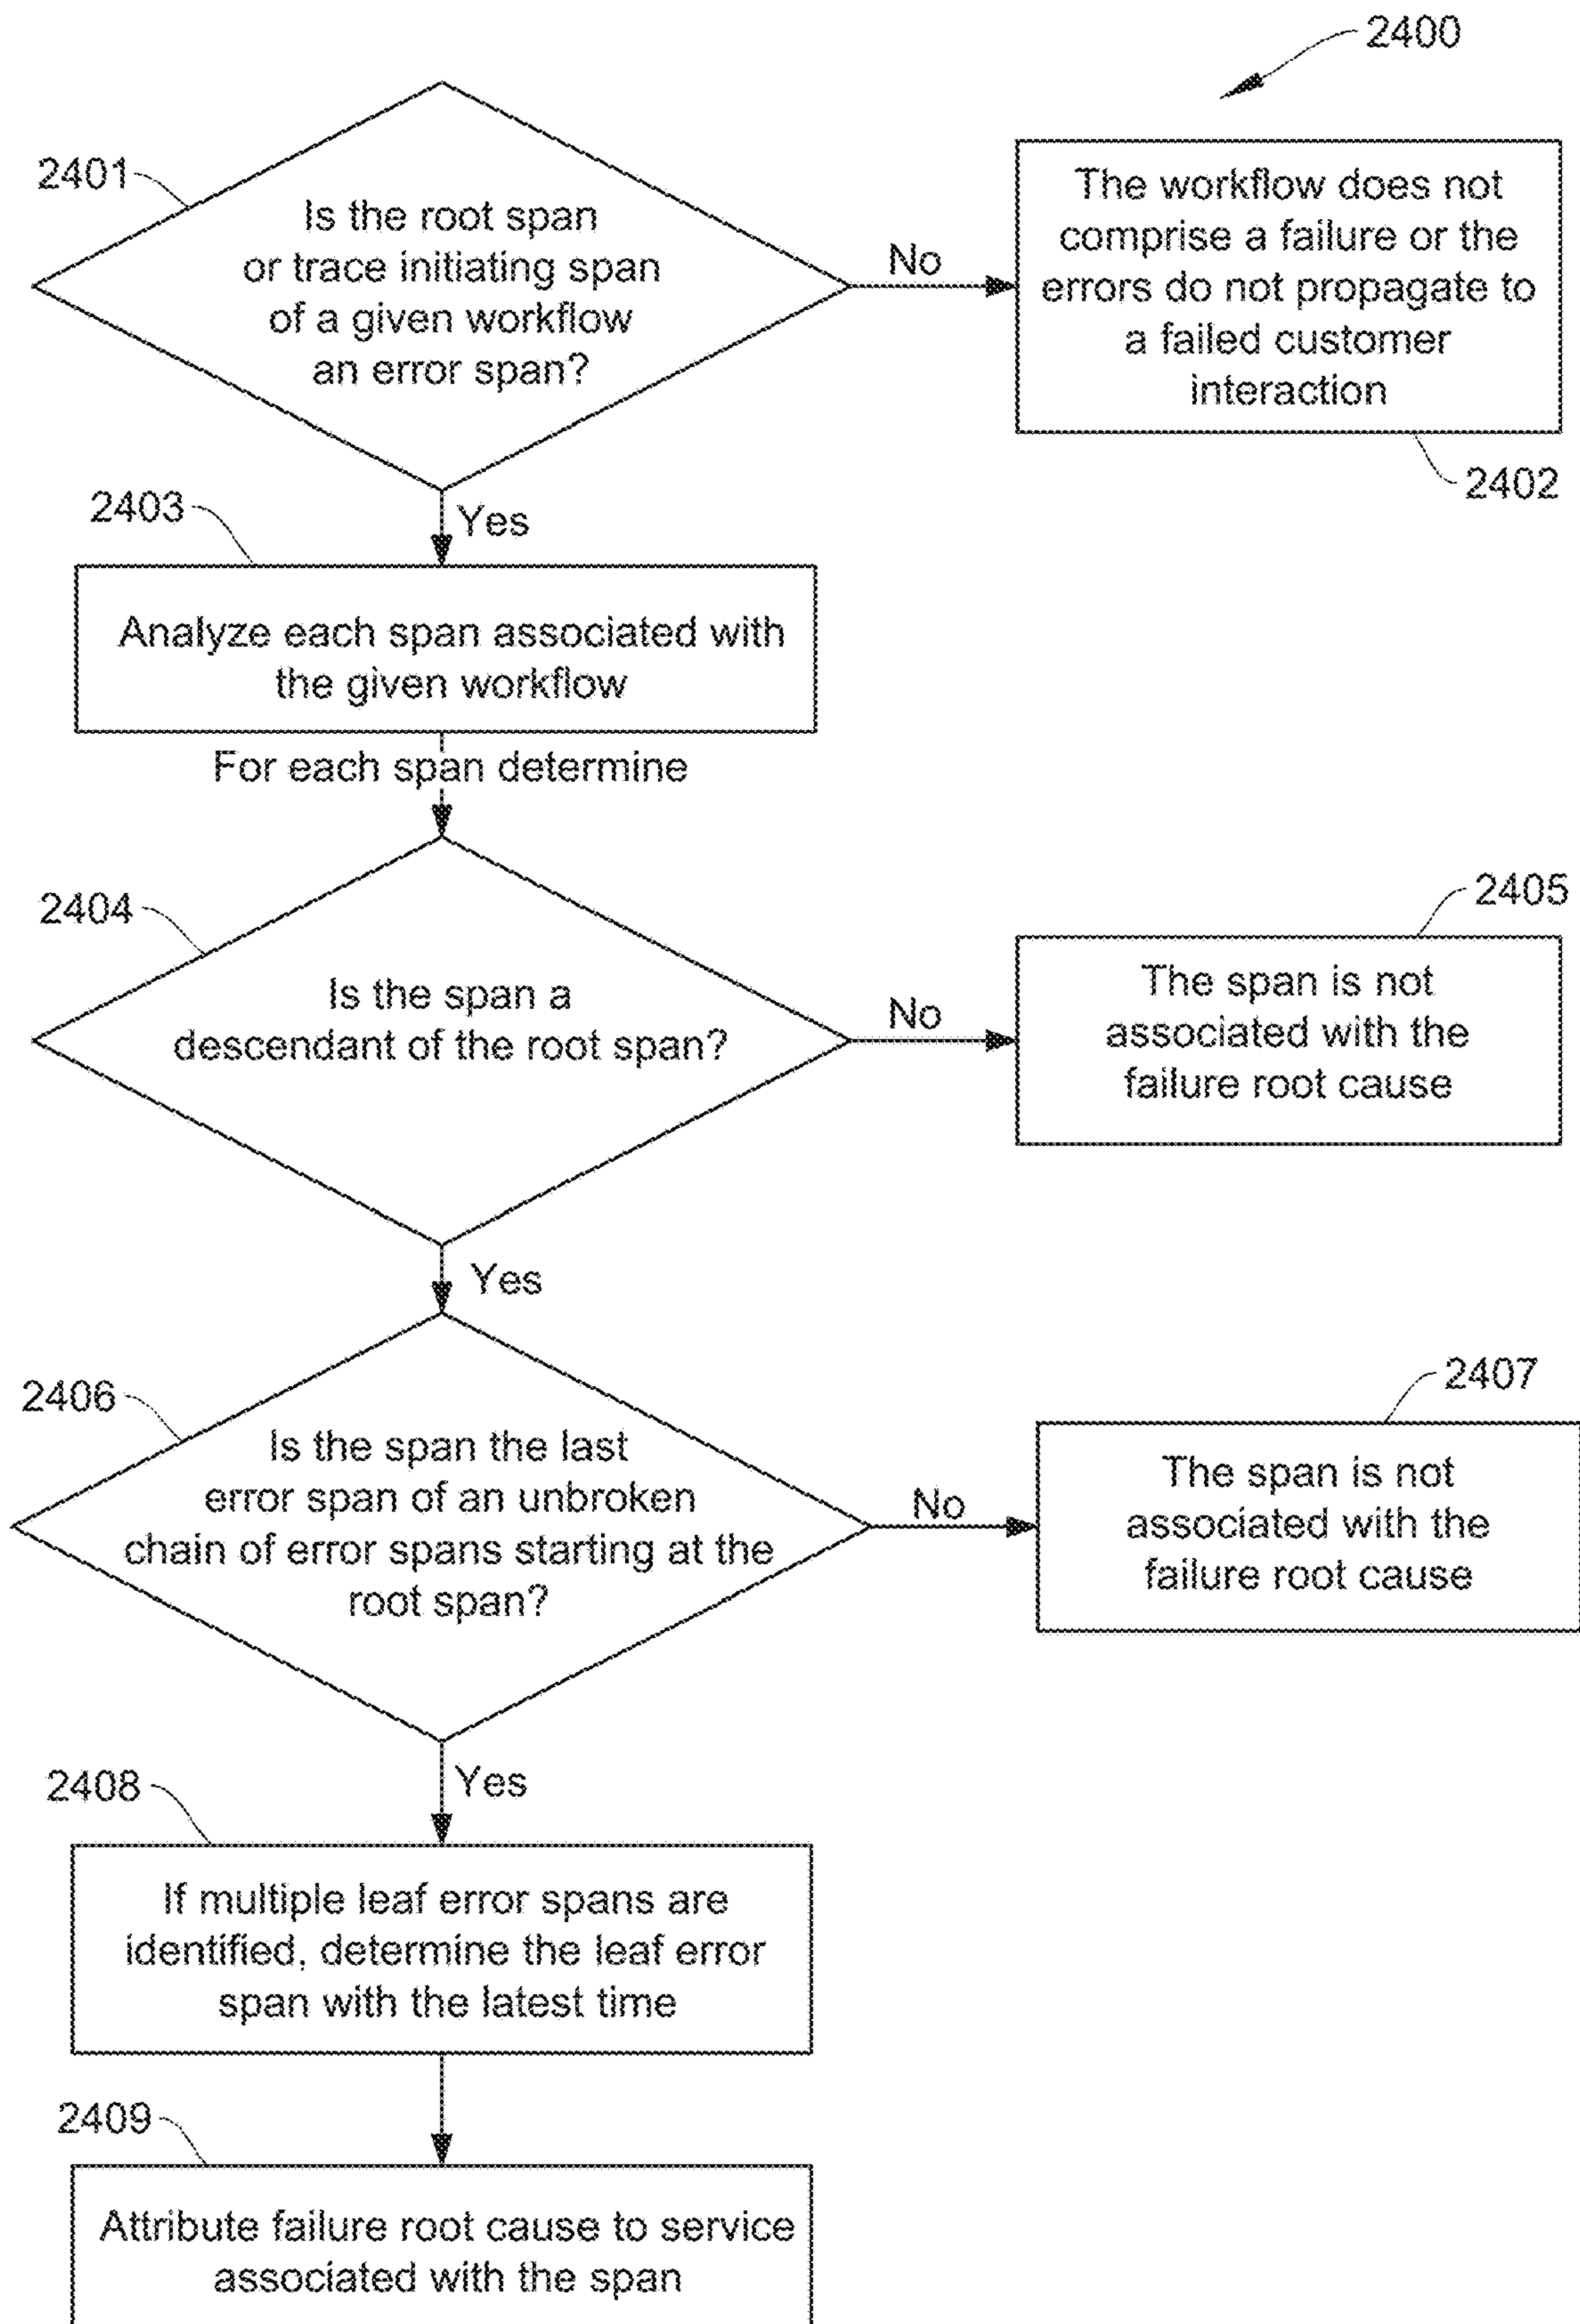 2400
2401
Is the root span
or trace initiating span
of a given workflow
an error span?
No
The workflow does not
comprise a failure or the
errors do not propagate to
a failed customer
interaction
2402
2403
Yes
Analyze each span associated with
the given workflow
For each span determine
2404
Is the span a
descendant of the root span?
No
2405
The span is not
associated with the
failure root cause
Yes
2406
Is the span the last
error span of an unbroken
chain of error spans starting at the
root span?
No
2407
The span is not
associated with the
failure root cause
Yes
2408
If multiple leaf error spans are
identified, determine the leaf error
span with the latest time
2409
Attribute failure root cause to service
associated with the span